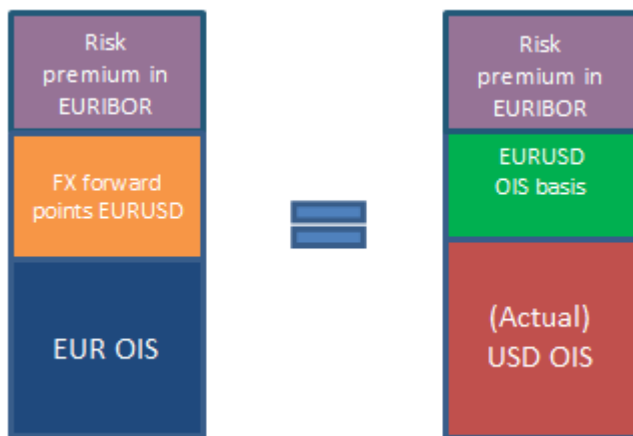 Risk
premium in
EURIBOR
FX forward
points EURUSD
EUR OIS
Risk
premium in
EURIBOR
EURUSD
OIS basis
(Actual)
USD OIS